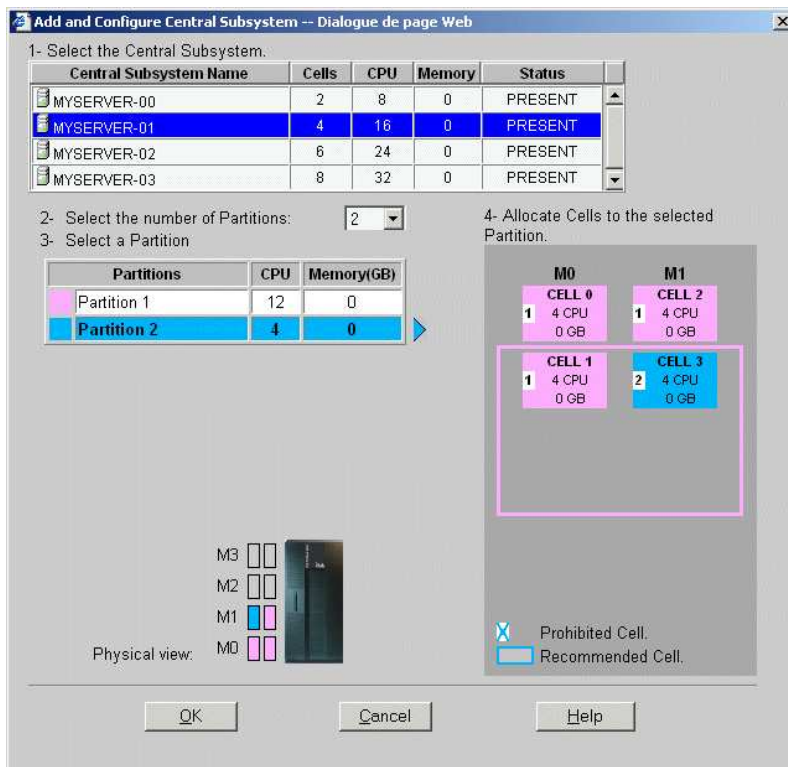 Add and Configure Central Subsystem -- Dialogue de page Web
1- Select the Central Subsystem.
Central Subsystem Name Cells CPU Memory Status
MYSERVER-00 2 8 0 PRESENT
MYSERVER-01 4 16 0 PRESENT
MYSERVER-02 6 24 0 PRESENT
MYSERVER-03 8 32 0 PRESENT
2- Select the number of Partitions: 2
3- Select a Partition
Partitions CPU Memory(GB)
Partition 1 12 0
Partition 2 4 0
4- Allocate Cells to the selected
Partition.
M0 M1
CELL 0
1 4 CPU
0 GB
CELL 2
1 4 CPU
0 GB
CELL 1
1 4 CPU
0 GB
CELL 3
2 4 CPU
0 GB
M3
M2
M1
Physical view: M0
Prohibited Cell.
Recommended Cell.
OK Cancel Help